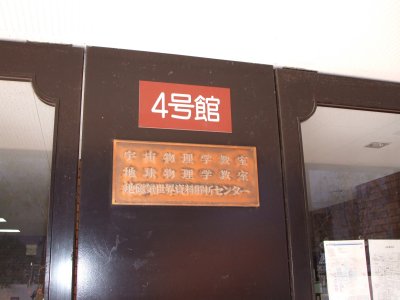 4号館
宇宙物理学教室
地球物理学教室
地磁気世界資料解析センター